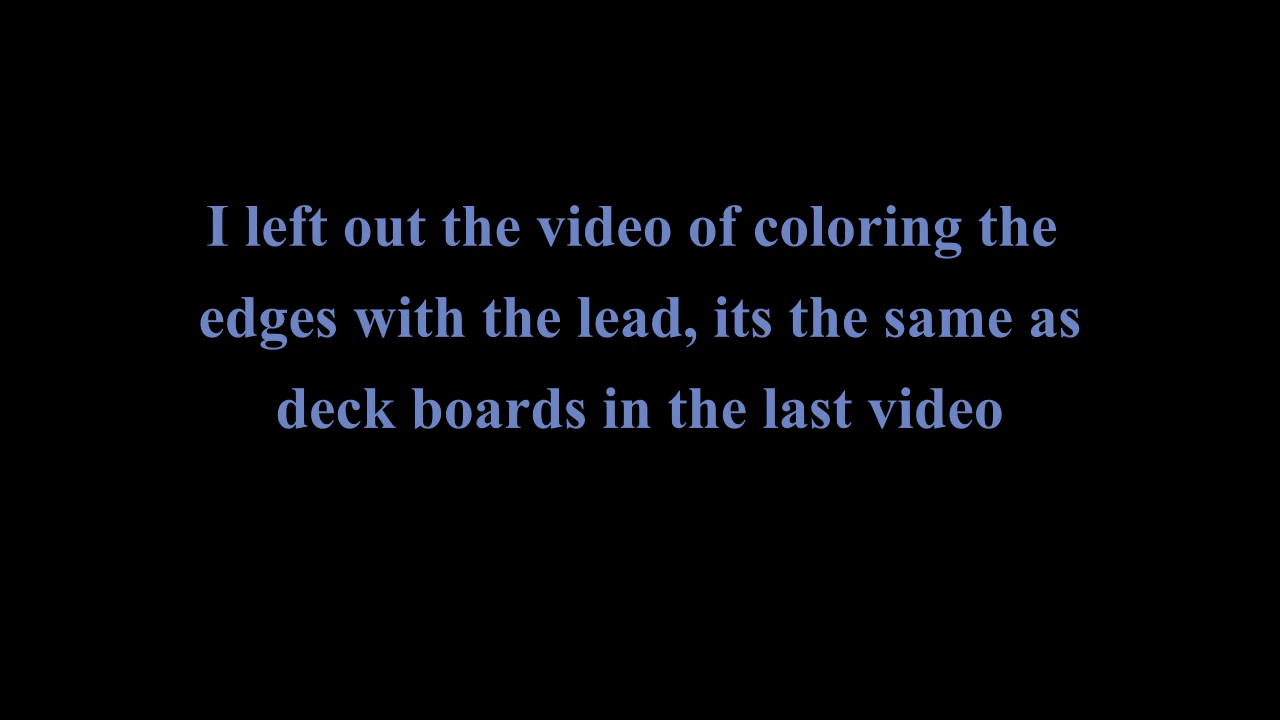 I left out the video of coloring the
edges with the lead, its the same as
deck boards in the last video